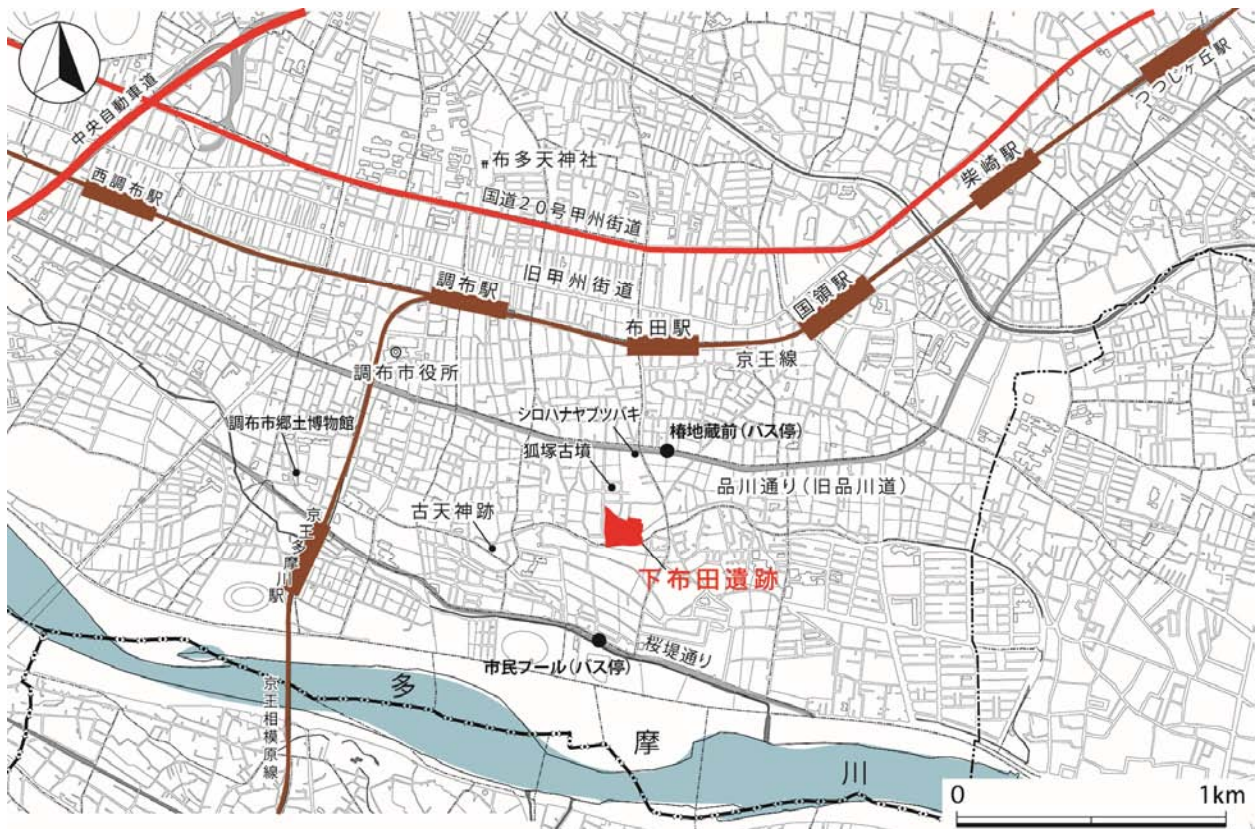 中央自動車道
つつじヶ丘駅
柴崎駅
布多天神社
西調布駅
国道20号甲州街道
旧甲州街道
調布駅
国領駅
布田駅
京王線
調布市役所
シロハナヤブツバキ
調布市郷土博物館
椿地蔵前(バス停)
狐塚古墳
品川通り(旧品川道)
古天神跡
京王多摩川駅
下布田遺跡
桜堤通り
市民プール(バス停)
京王相模原線
多摩川
0 1km